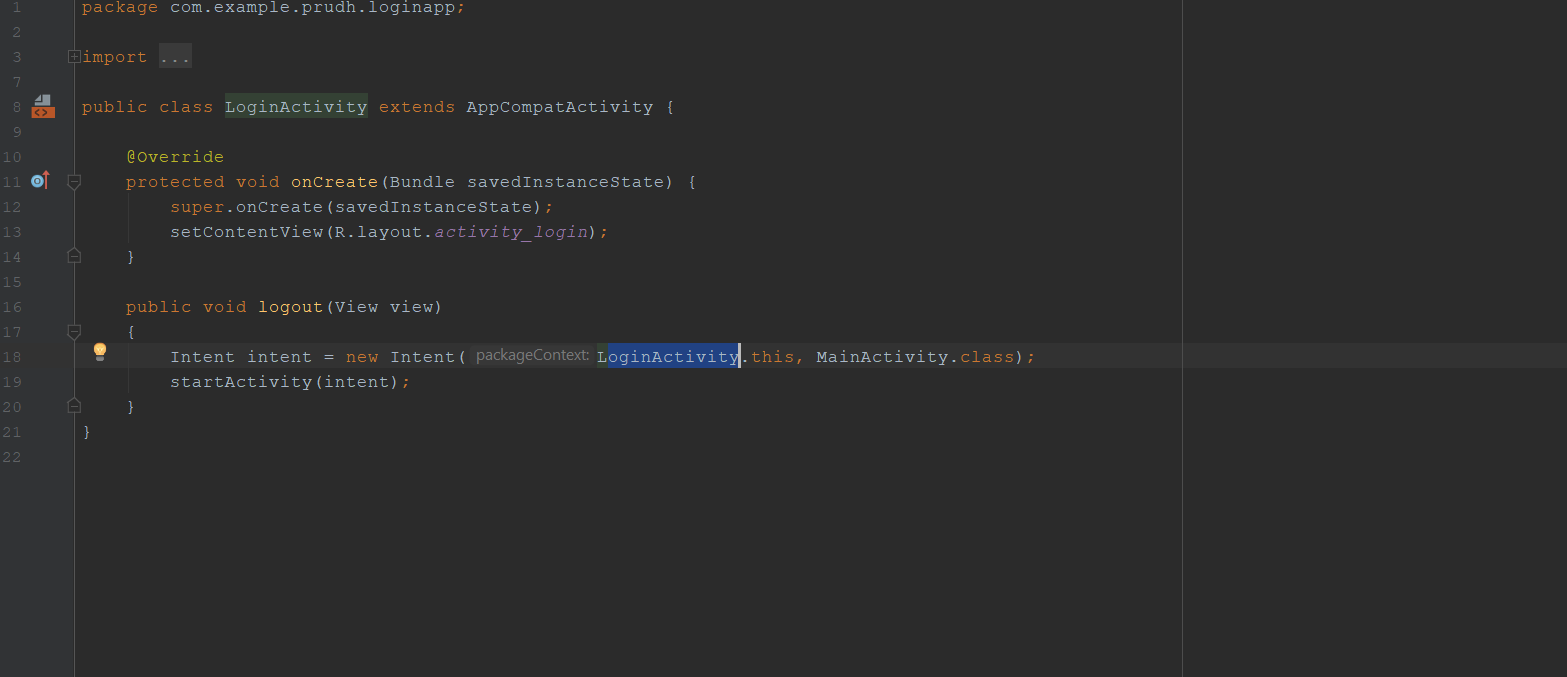 1 package com.example.prudh.loginapp;
2
3 import ...
7
8 public class LoginActivity extends AppCompatActivity {
9
10 @Override
11 protected void onCreate(Bundle savedInstanceState) {
12 super.onCreate(savedInstanceState);
13 setContentView(R.layout.activity_login);
14 }
15
16 public void logout(View view)
17 {
18 Intent intent = new Intent( packageContext: LoginActivity.this, MainActivity.class);
19 startActivity(intent);
20 }
21 }
22